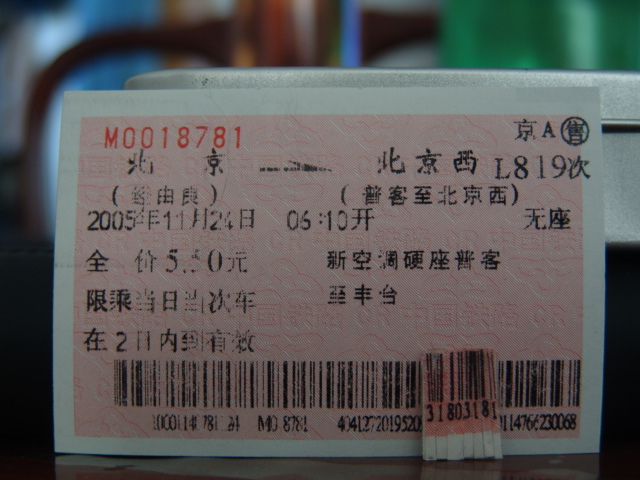 M0018781 京A售
北 京 北京西 L819次
(经由良) (普客至北京西)
2005年11月24日 06:10开 无座
全 价5.50元 新空调硬座普客
限乘当日当次车 至丰台
在2日内到有效
31803181